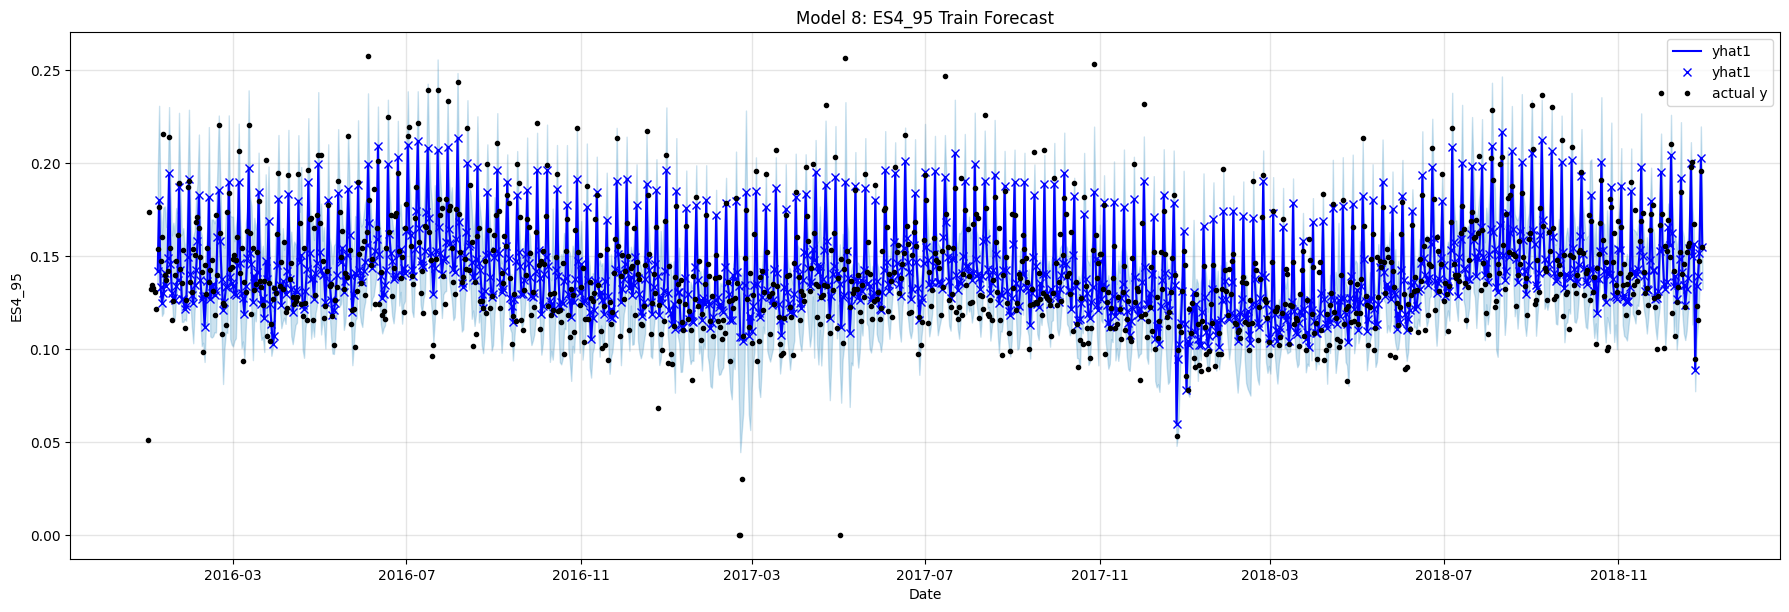 Model 8: ES4_95 Train Forecast
yhat1
yhat1
actual y
ES4_95
0.25
0.20
0.15
0.10
0.05
0.00
2016-03
2016-07
2016-11
2017-03
2017-07
2017-11
2018-03
2018-07
2018-11
Date